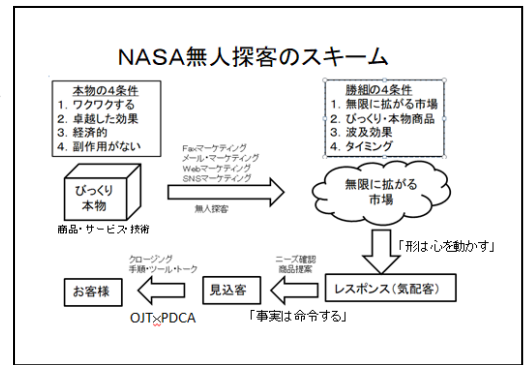 NASA無人探客のスキーム
本物の4条件
1. ワクワクする
2. 卓越した効果
3. 経済的
4. 副作用がない
勝組の4条件
1. 無限に拡がる市場
2. びっくり・本物商品
3. 波及効果
4. タイミング
Faxマーケティング
メール・マーケティング
Webマーケティング
SNSマーケティング
無人探客
びっくり
本物
商品・サービス・技術
無限に拡がる
市場
「形は心を動かす」
クロージング
手順・ツール・トーク
ニーズ確認
商品提案
お客様
見込客
レスポンス(気配客)
OJT×PDCA
「事実は命令する」